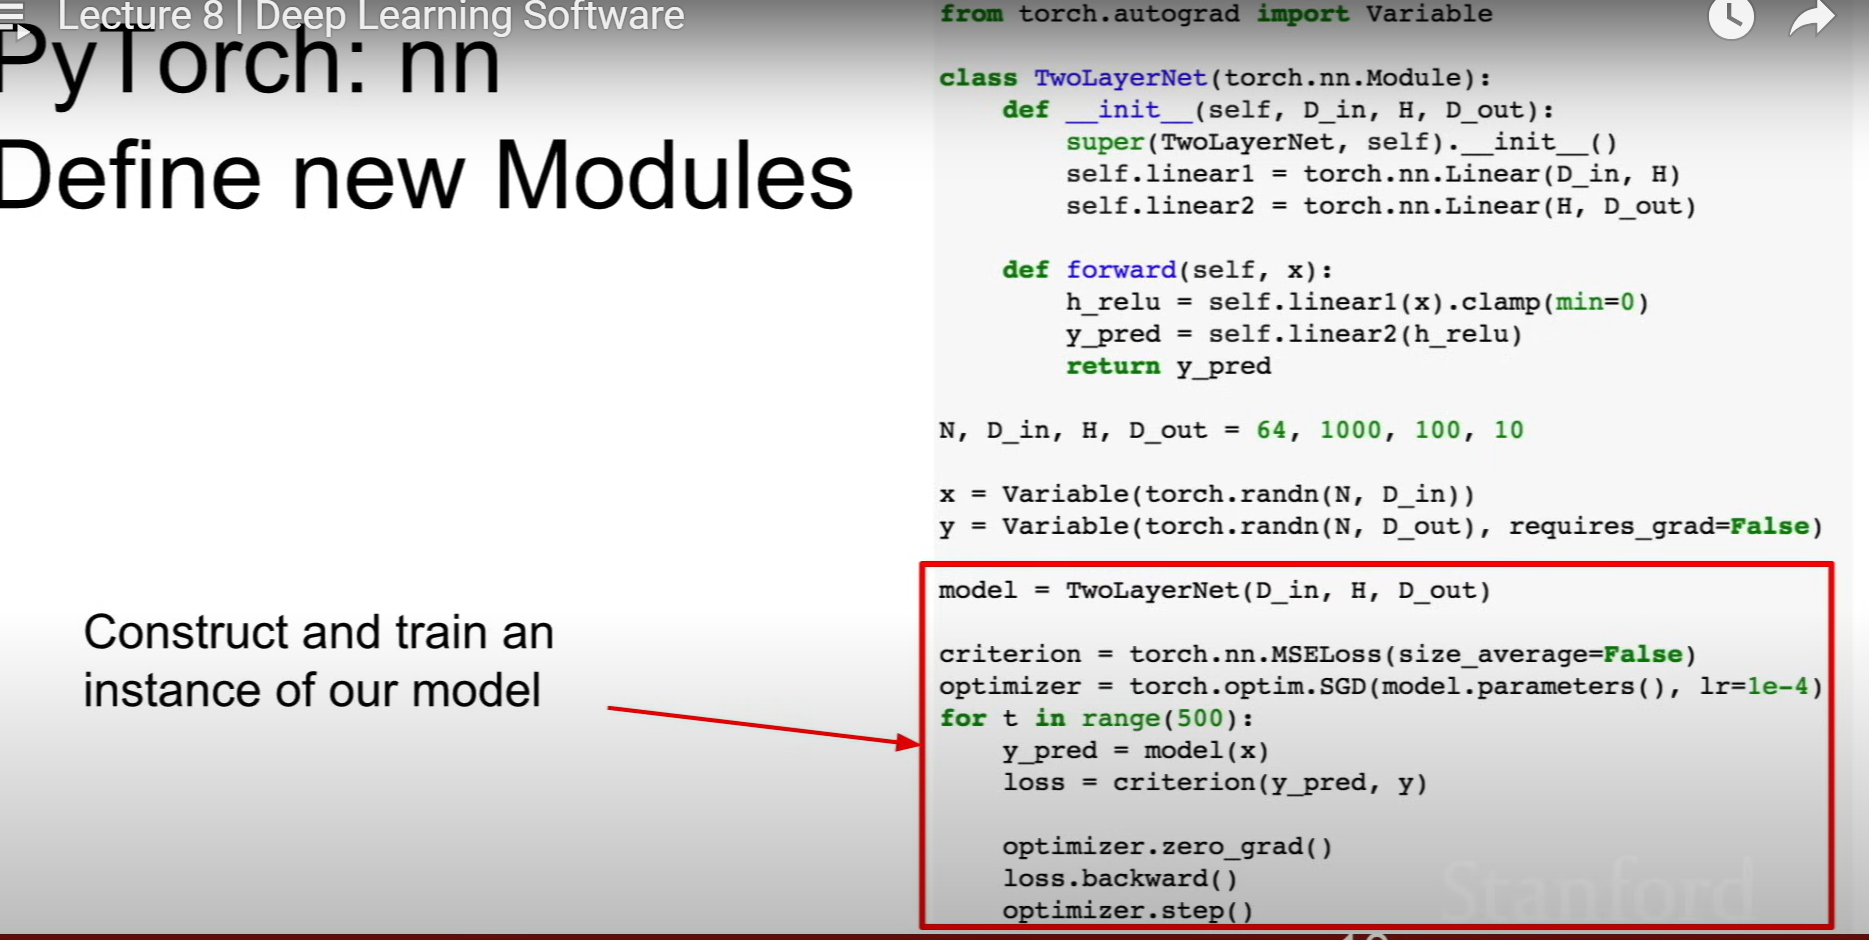 Lecture 8 | Deep Learning Software
PyTorch: nn
Define new Modules
Construct and train an
instance of our model
from torch.autograd import Variable
class TwoLayerNet(torch.nn.Module):
    def __init__(self, D_in, H, D_out):
        super(TwoLayerNet, self).__init__()
        self.linear1 = torch.nn.Linear(D_in, H)
        self.linear2 = torch.nn.Linear(H, D_out)
    def forward(self, x):
        h_relu = self.linear1(x).clamp(min=0)
        y_pred = self.linear2(h_relu)
        return y_pred
N, D_in, H, D_out = 64, 1000, 100, 10
x = Variable(torch.randn(N, D_in))
y = Variable(torch.randn(N, D_out), requires_grad=False)
model = TwoLayerNet(D_in, H, D_out)
criterion = torch.nn.MSELoss(size_average=False)
optimizer = torch.optim.SGD(model.parameters(), lr=1e-4)
for t in range(500):
    y_pred = model(x)
    loss = criterion(y_pred, y)
    optimizer.zero_grad()
    loss.backward()
    optimizer.step()
Stanford